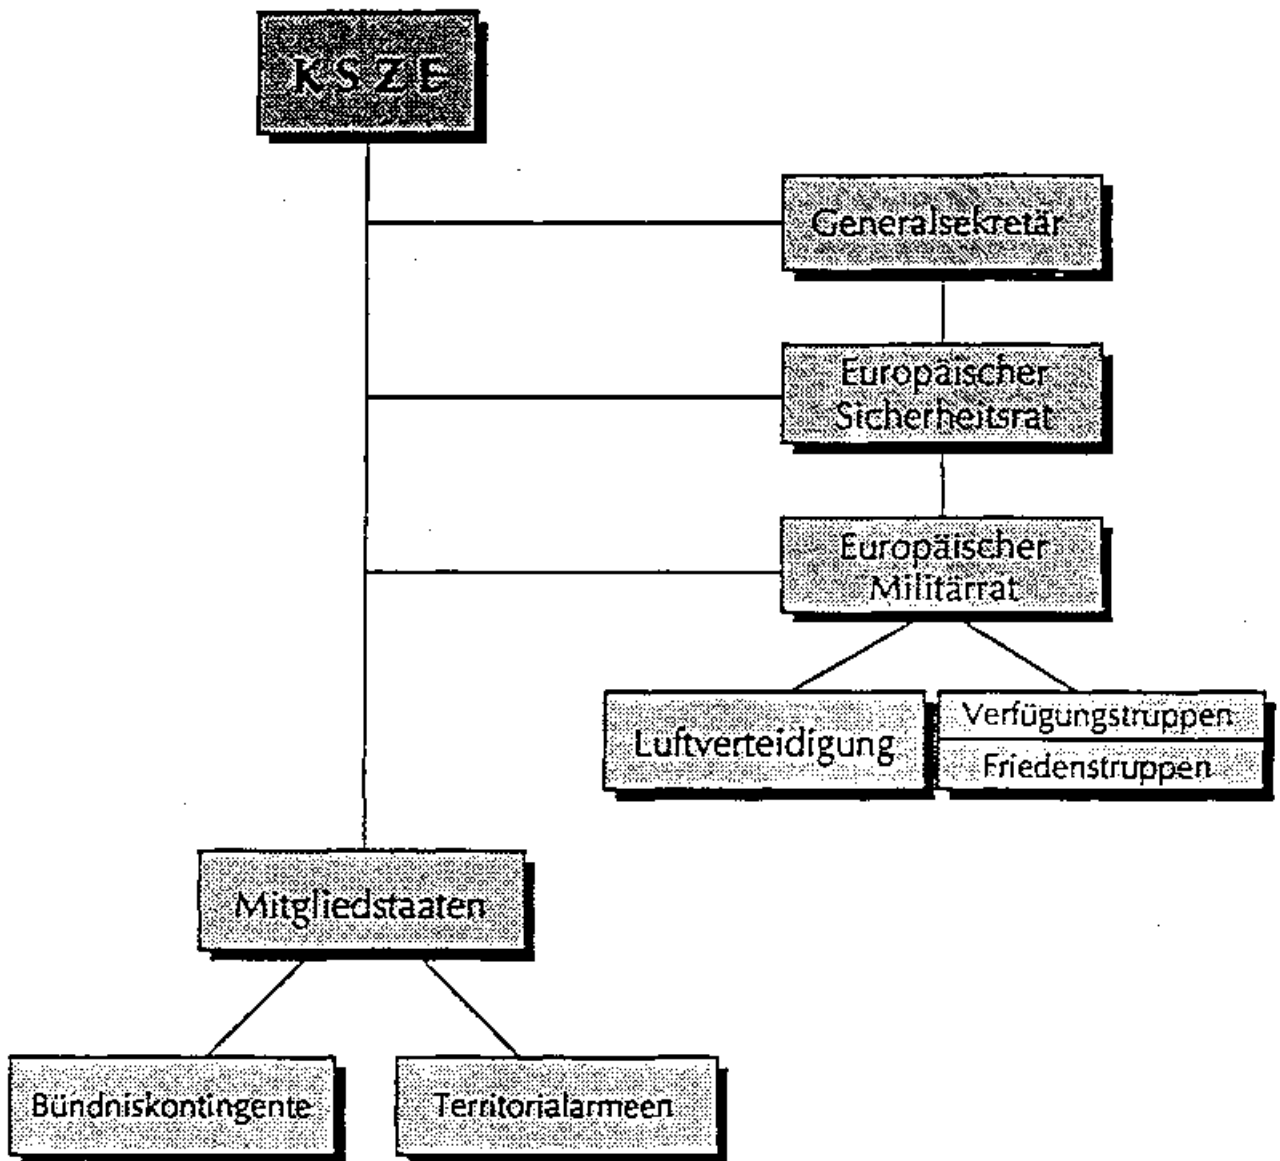 KSZE
Generalsekretär
Europäischer
Sicherheitsrat
Europäischer
Militärrat
Luftverteidigung
Verfügungstruppen
Friedenstruppen
Mitgliedstaaten
Bündniskontingente
Territorialarmeen